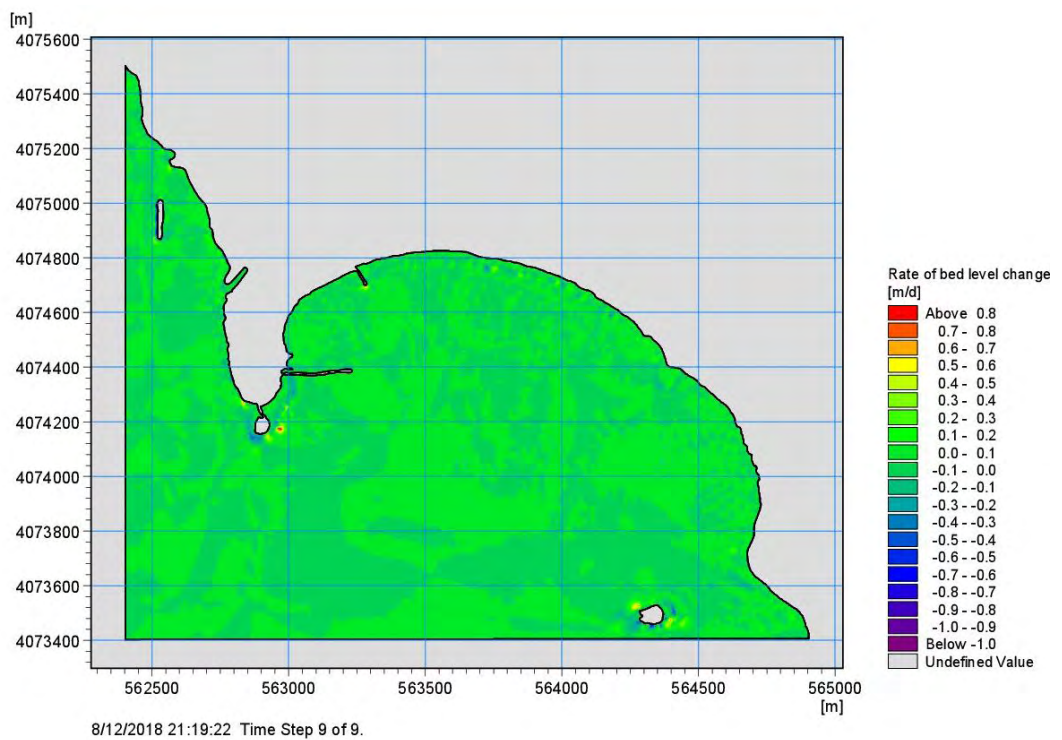 [m]
4075600
4075400
4075200
4075000
4074800
4074600
4074400
4074200
4074000
4073800
4073600
4073400
562500 563000 563500 564000 564500 565000
[m]
8/12/2018 21:19:22 Time Step 9 of 9.
Rate of bed level change
[m/d]
Above 0.8
0.7 - 0.8
0.6 - 0.7
0.5 - 0.6
0.4 - 0.5
0.3 - 0.4
0.2 - 0.3
0.1 - 0.2
0.0 - 0.1
-0.1 - 0.0
-0.2 - -0.1
-0.3 - -0.2
-0.4 - -0.3
-0.5 - -0.4
-0.6 - -0.5
-0.7 - -0.6
-0.8 - -0.7
-0.9 - -0.8
-1.0 - -0.9
Below -1.0
Undefined Value